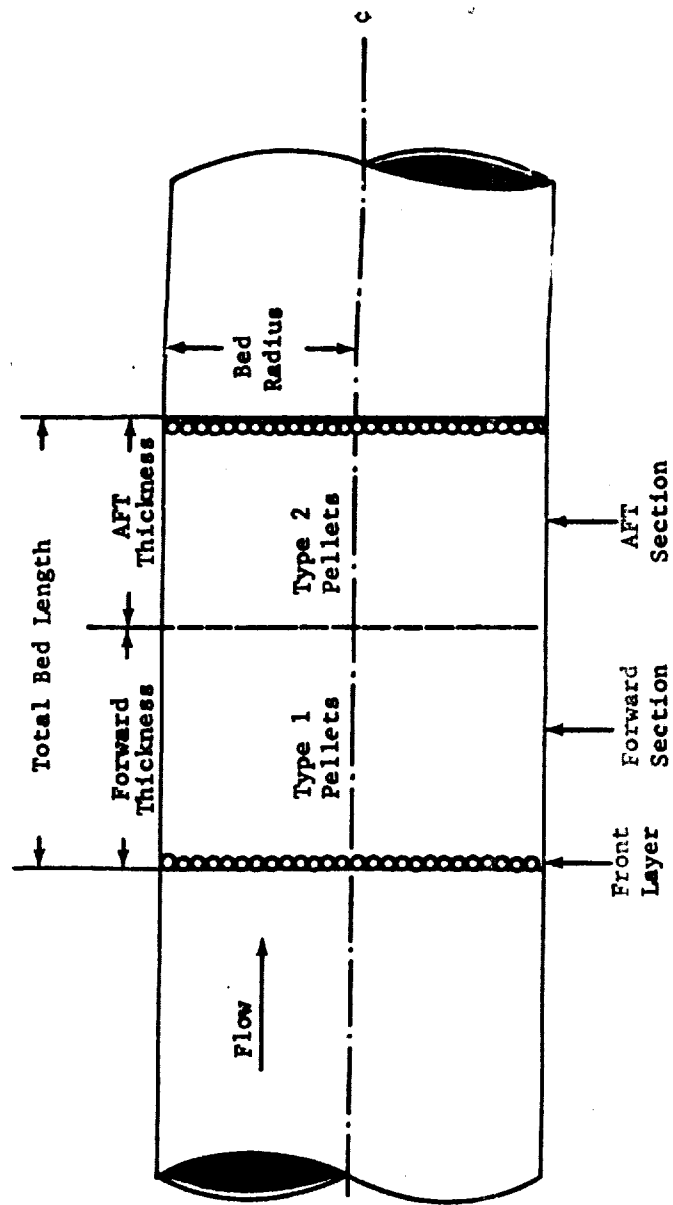 Total Bed Length
Forward
Thickness
AFT
Thickness
Bed
Radius
Flow
Type 1
Pellets
Type 2
Pellets
Front
Layer
Forward
Section
AFT
Section